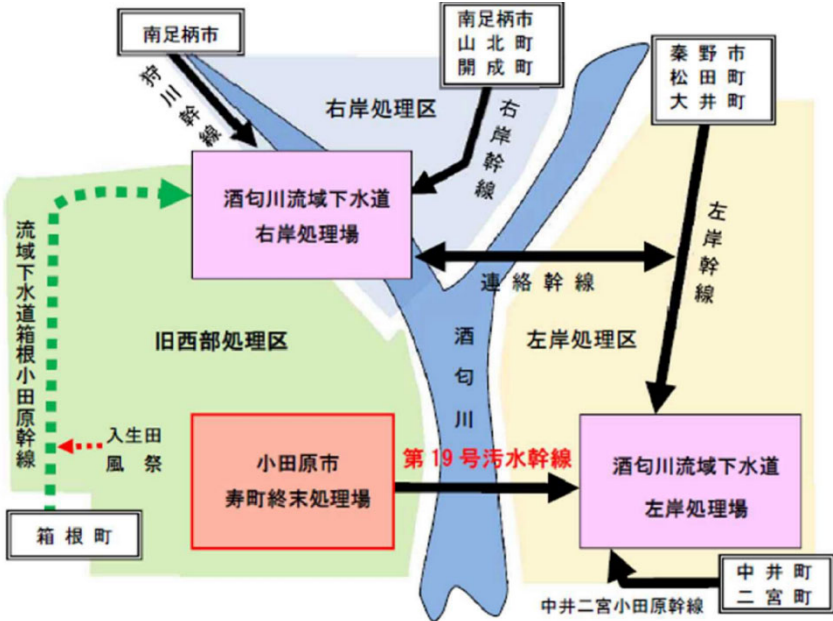 南足柄市
南足柄市
山北町
開成町
秦野市
松田町
大井町
狩川幹線
右岸処理区
右岸幹線
酒匂川流域下水道
右岸処理場
左岸幹線
連絡幹線
流域下水道箱根小田原幹線
旧西部処理区
酒匂川
左岸処理区
入生田
風祭
小田原市
寿町終末処理場
第19号汚水幹線
酒匂川流域下水道
左岸処理場
箱根町
中井二宮小田原幹線
中井町
二宮町